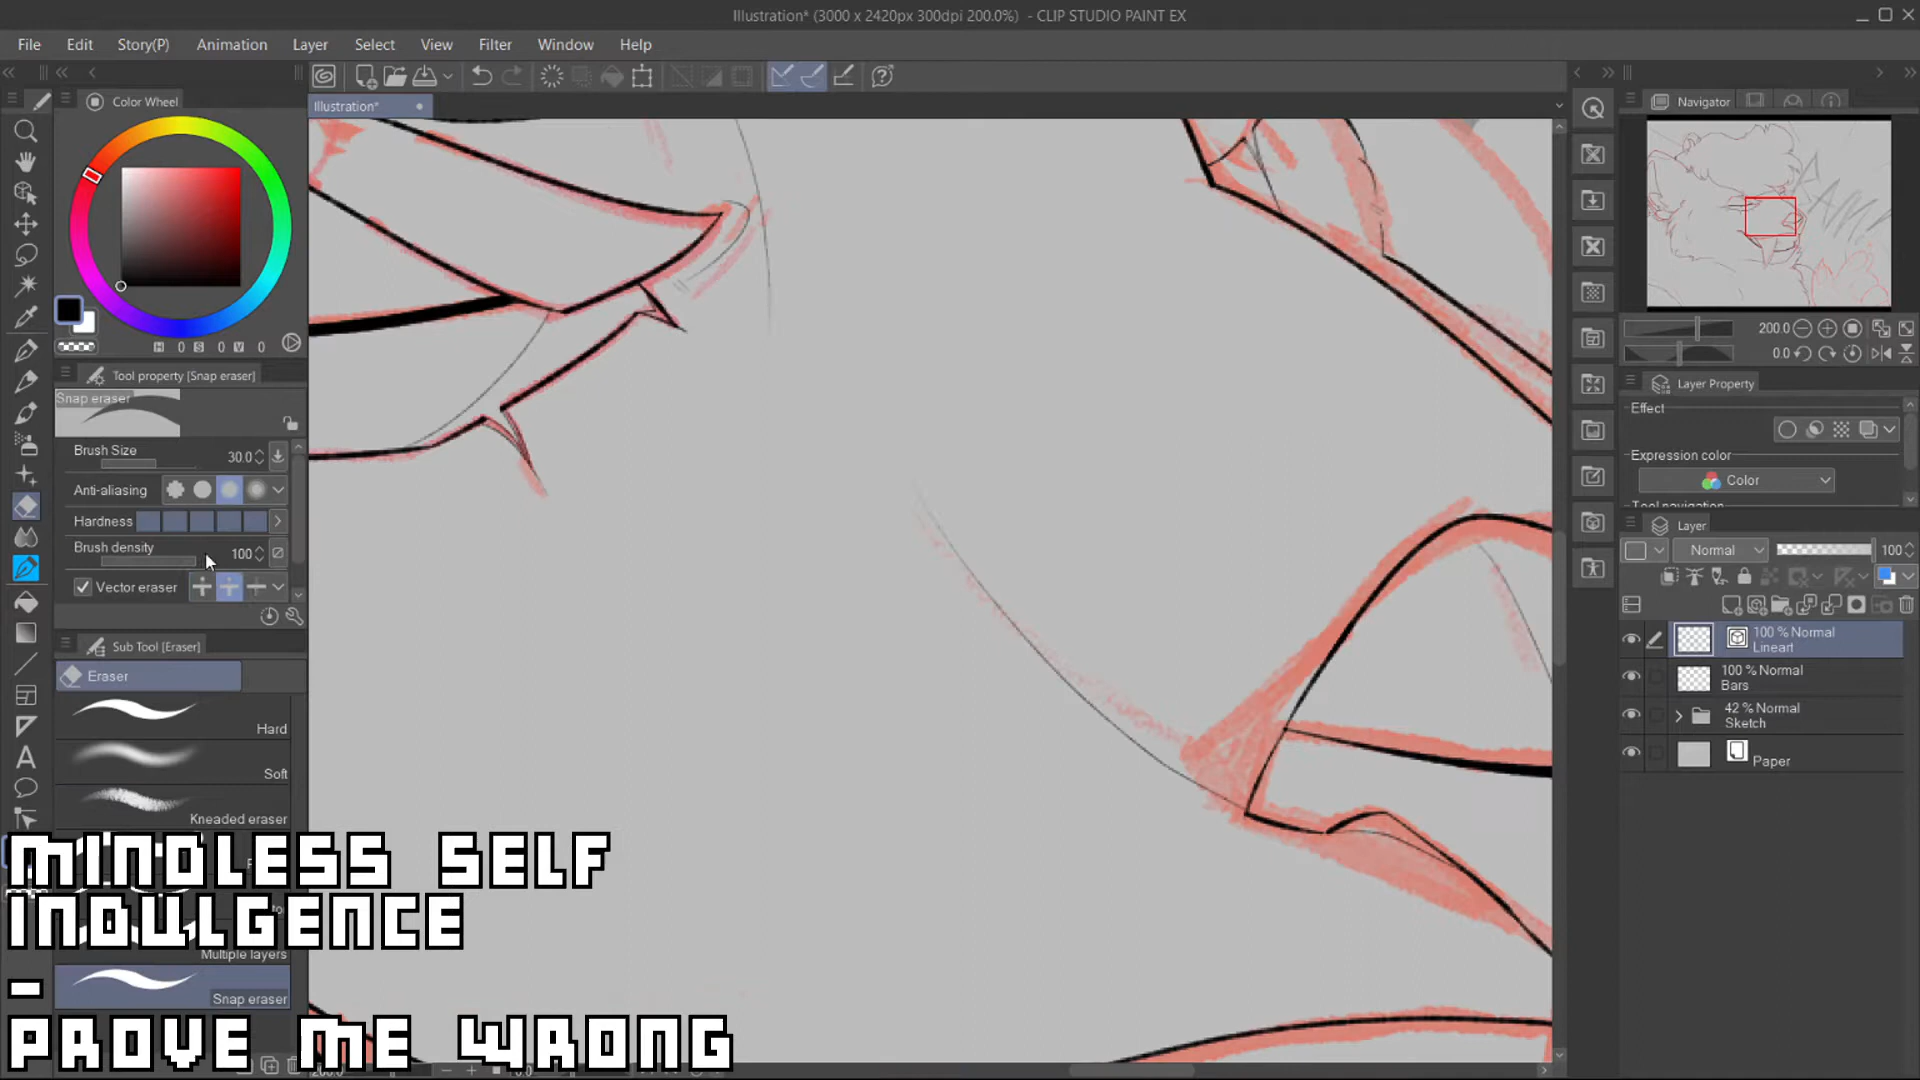 Illustration* (3000 x 2420px 300dpi 200.0%) - CLIP STUDIO PAINT EX
File Edit Story(P) Animation Layer Select View Filter Window Help
Color Wheel
Illustration*
Navigator
H 0 S 0 V 0
200.0
0.0
Tool property [Snap eraser]
Snap eraser
Brush Size 30.0
Anti-aliasing
Hardness
Brush density 100
Vector eraser
Layer Property
Effect
Expression color
Color
Sub Tool [Eraser]
Eraser
Hard
Soft
Kneaded eraser
Multiple layers
Snap eraser
Layer
Normal 100
100 % Normal
Lineart
100 % Normal
Bars
42 % Normal
Sketch
Paper
MINDLESS SELF
INDULGENCE
-
PROVE ME WRONG